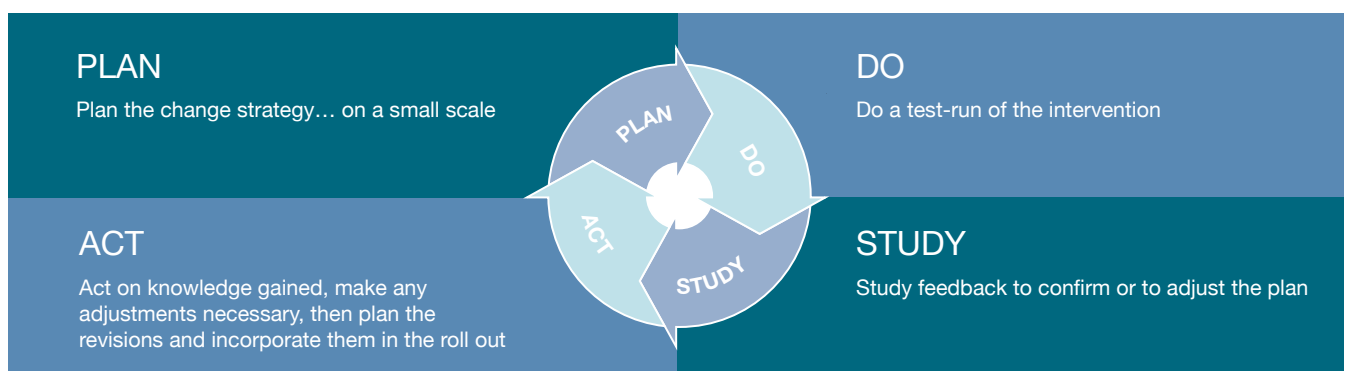 PLAN
Plan the change strategy… on a small scale
DO
Do a test-run of the intervention
PLAN
DO
ACT
STUDY
ACT
Act on knowledge gained, make any
adjustments necessary, then plan the
revisions and incorporate them in the roll out
STUDY
Study feedback to confirm or to adjust the plan